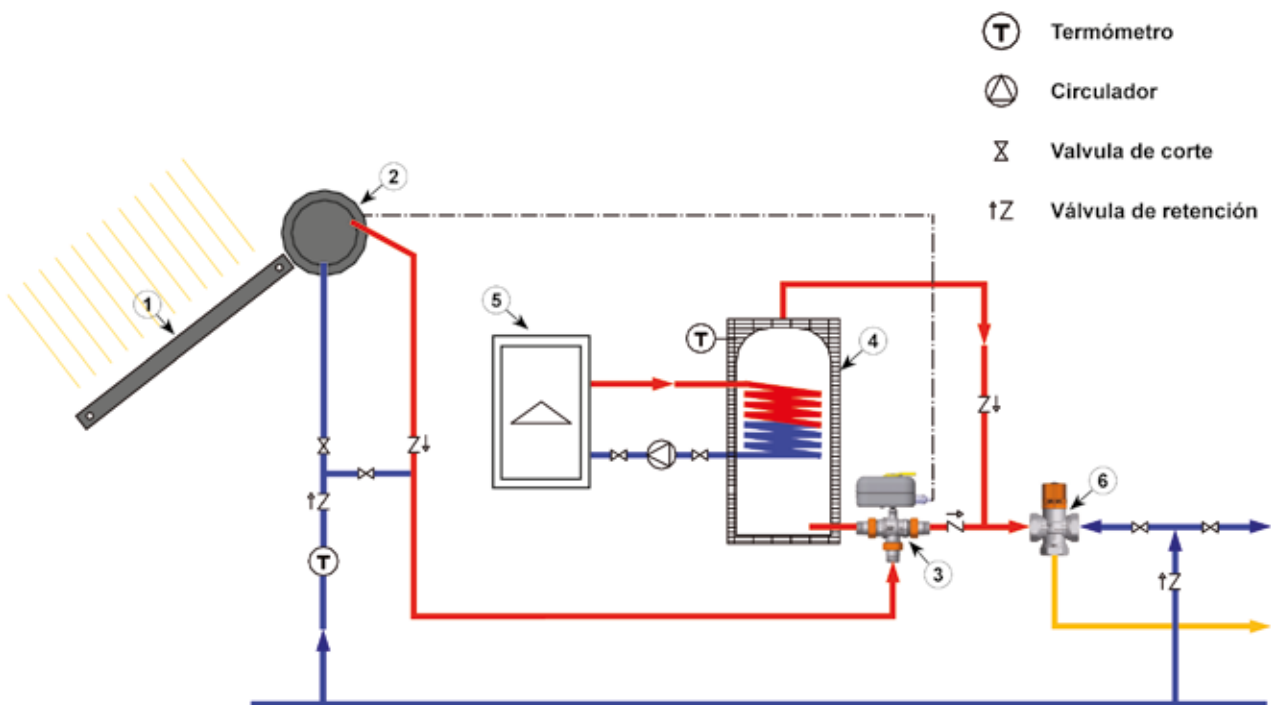 T Termómetro
Circulador
Valvula de corte
Z Válvula de retención
2
1
5
T
4
Z
Z
6
Z
Z
3
T
Z